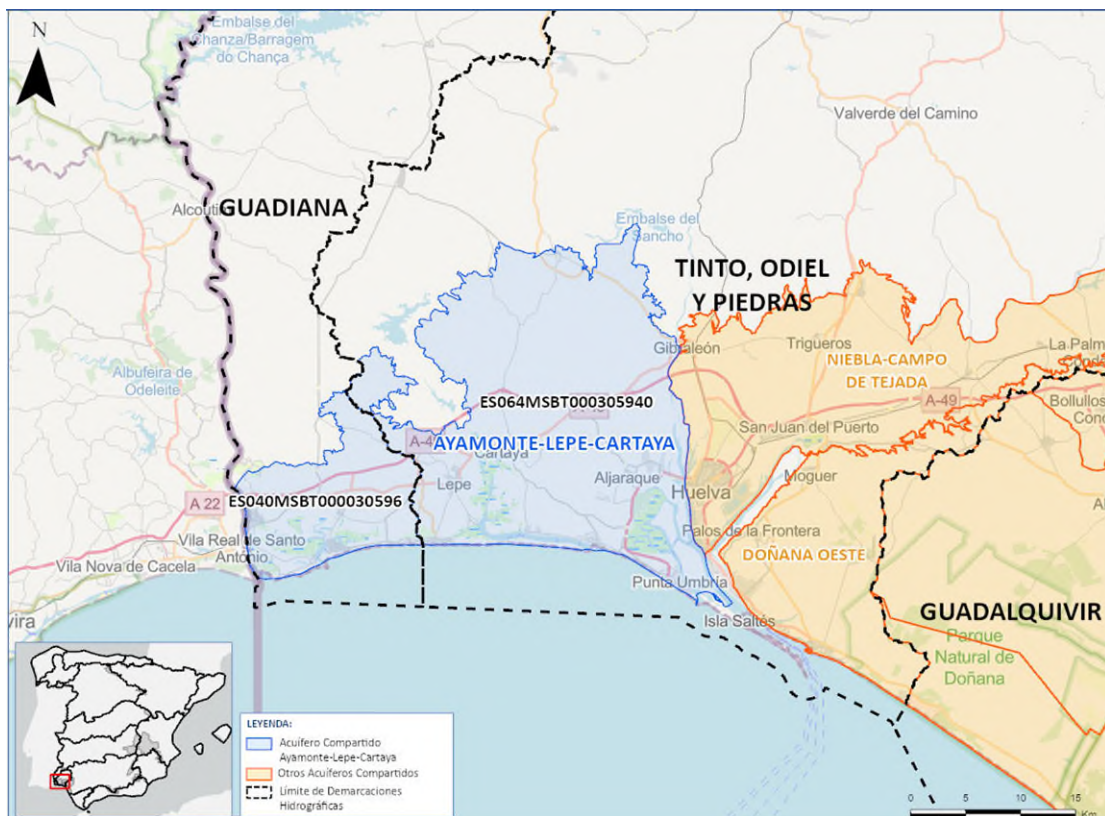 N
Embalse del
Chanza/Barragem
do Chança
Valverde del Camino
GUADIANA
Embalse del
Sancho
TINTO, ODIEL
Y PIEDRAS
Gibraleón
Trigueros
La Palm
NIEBLA-CAMPO
DE TEJADA
Albufeira de
Odeleite
A-49
Bollullos
ES064MSBT000305940
San Juan del Puerto
AYAMONTE-LEPE-CARTAYA
Cartaya
Lepe
Aljaraque
Moguer
Huelva
A 22
ES040MSBT000030596
Vila Real de Santo
António
Vila Nova de Cacela
Palos de la Frontera
DOÑANA OESTE
Punta Umbría
Isla Saltés
GUADALQUIVIR
Parque
Natural de
Doñana
vira
LEYENDA:
Acuífero Compartido
Ayamonte-Lepe-Cartaya
Otros Acuíferos Compartidos
Límite de Demarcaciones
Hidrográficas
0 5 10 15
Km